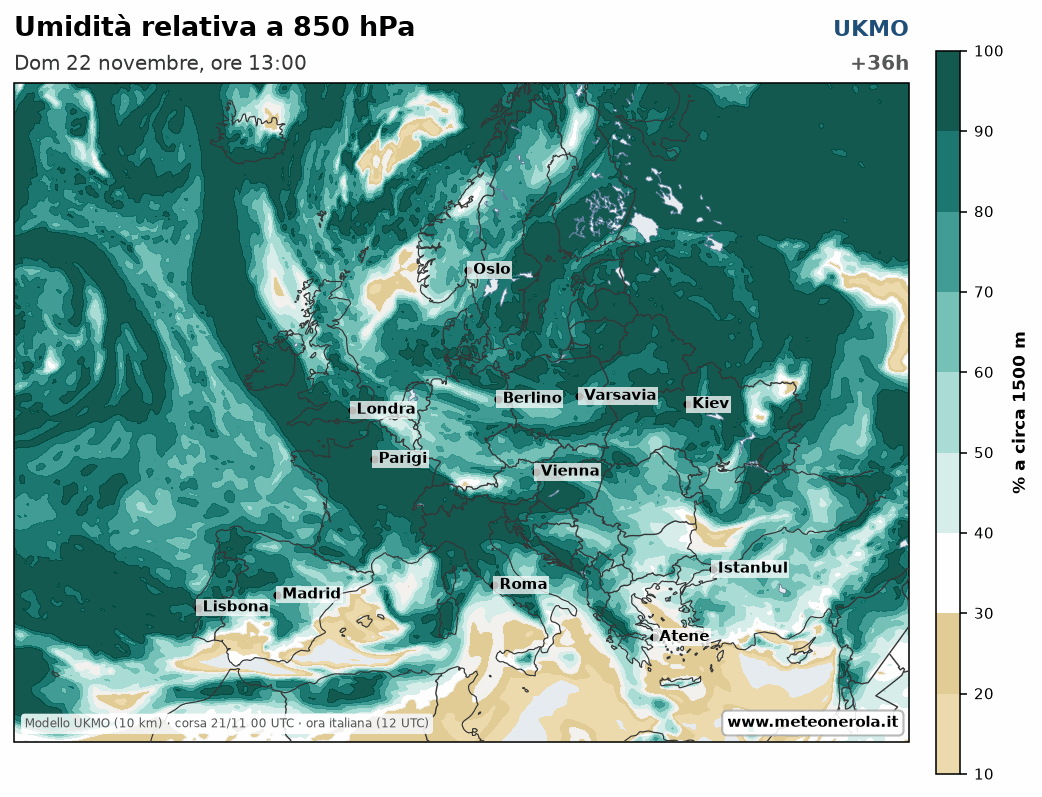 Umidità relativa a 850 hPa
UKMO
Dom 22 novembre, ore 13:00
+36h
100
90
80
70
60
50
40
30
20
10
% a circa 1500 m
Oslo
Berlino
Varsavia
Kiev
Londra
Parigi
Vienna
Istanbul
Roma
Madrid
Lisbona
Atene
Modello UKMO (10 km) · corsa 21/11 00 UTC · ora italiana (12 UTC)
www.meteonerola.it